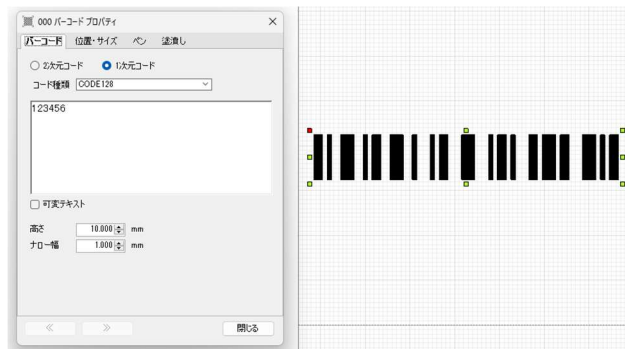 000 バーコード プロパティ
バーコード 位置・サイズ ペン 塗潰し
2次元コード 1次元コード
コード種類 CODE128
123456
可変テキスト
高さ 10.000 mm
ナロー幅 1.000 mm
≪ ≫ 閉じる